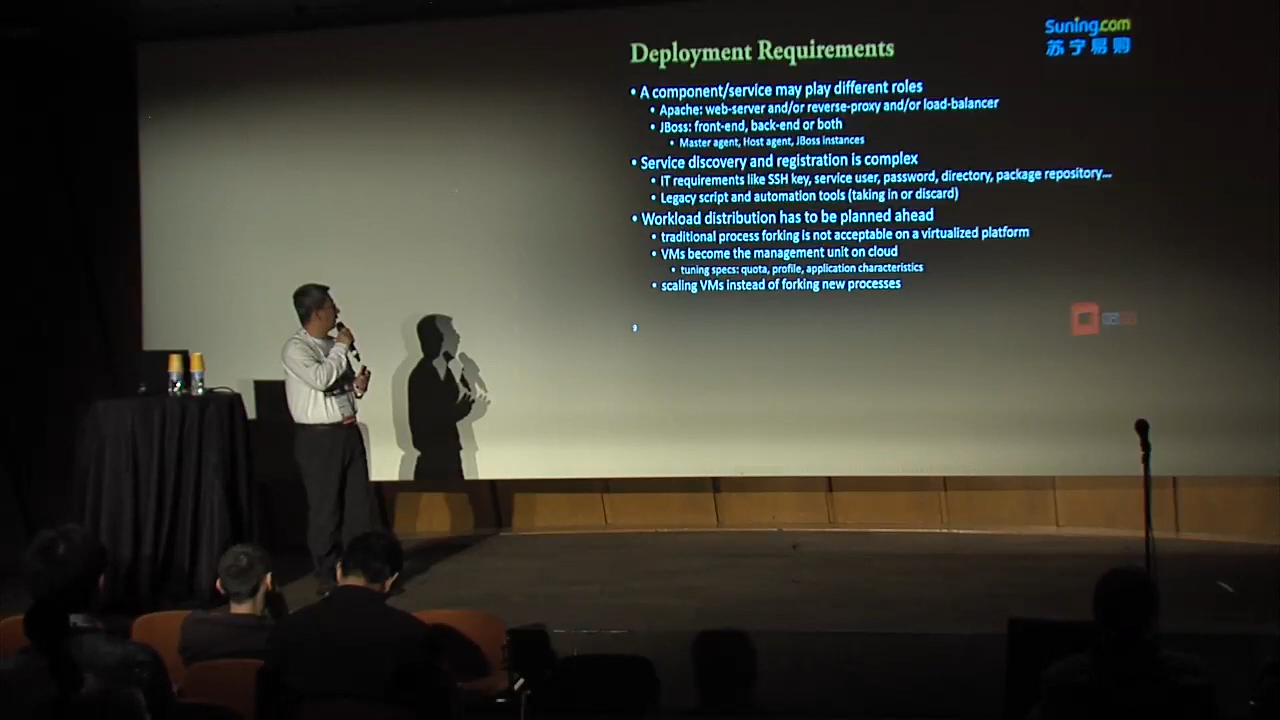 Suning.com
苏宁易购
Deployment Requirements
• A component/service may play different roles
• Apache: web-server and/or reverse-proxy and/or load-balancer
• JBoss: front-end, back-end or both
• Master agent, Host agent, JBoss instances
• Service discovery and registration is complex
• IT requirements like SSH key, service user, password, directory, package repository...
• Legacy script and automation tools (taking in or discard)
• Workload distribution has to be planned ahead
• traditional process forking is not acceptable on a virtualized platform
• VMs become the management unit on cloud
• tuning specs: quota, profile, application characteristics
• scaling VMs instead of forking new processes
9